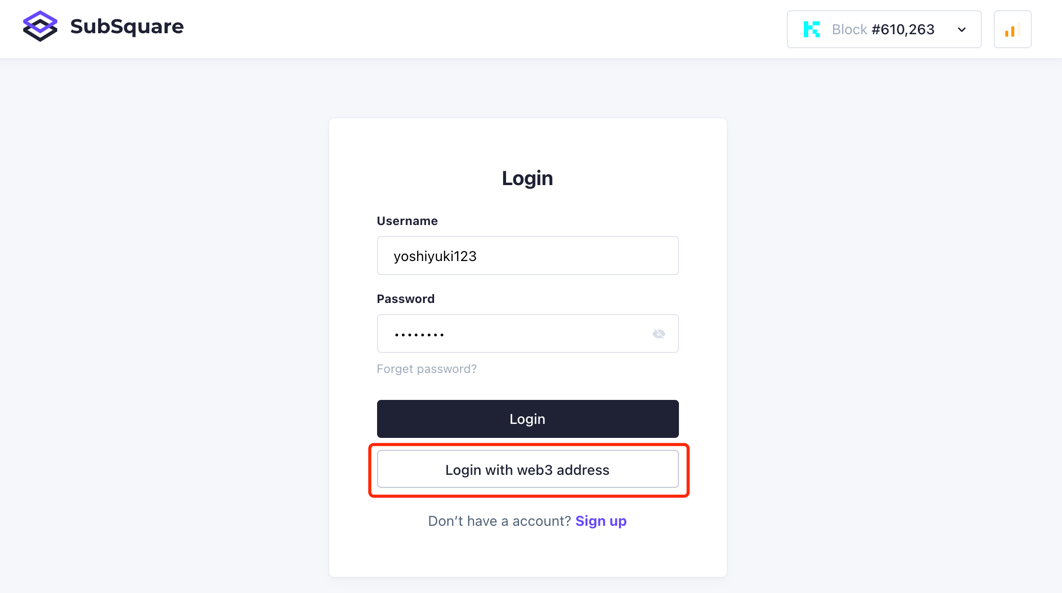 SubSquare
Block #610,263
Login
Username
yoshiyuki123
Password
••••••••
Forget password?
Login
Login with web3 address
Don't have a account? Sign up